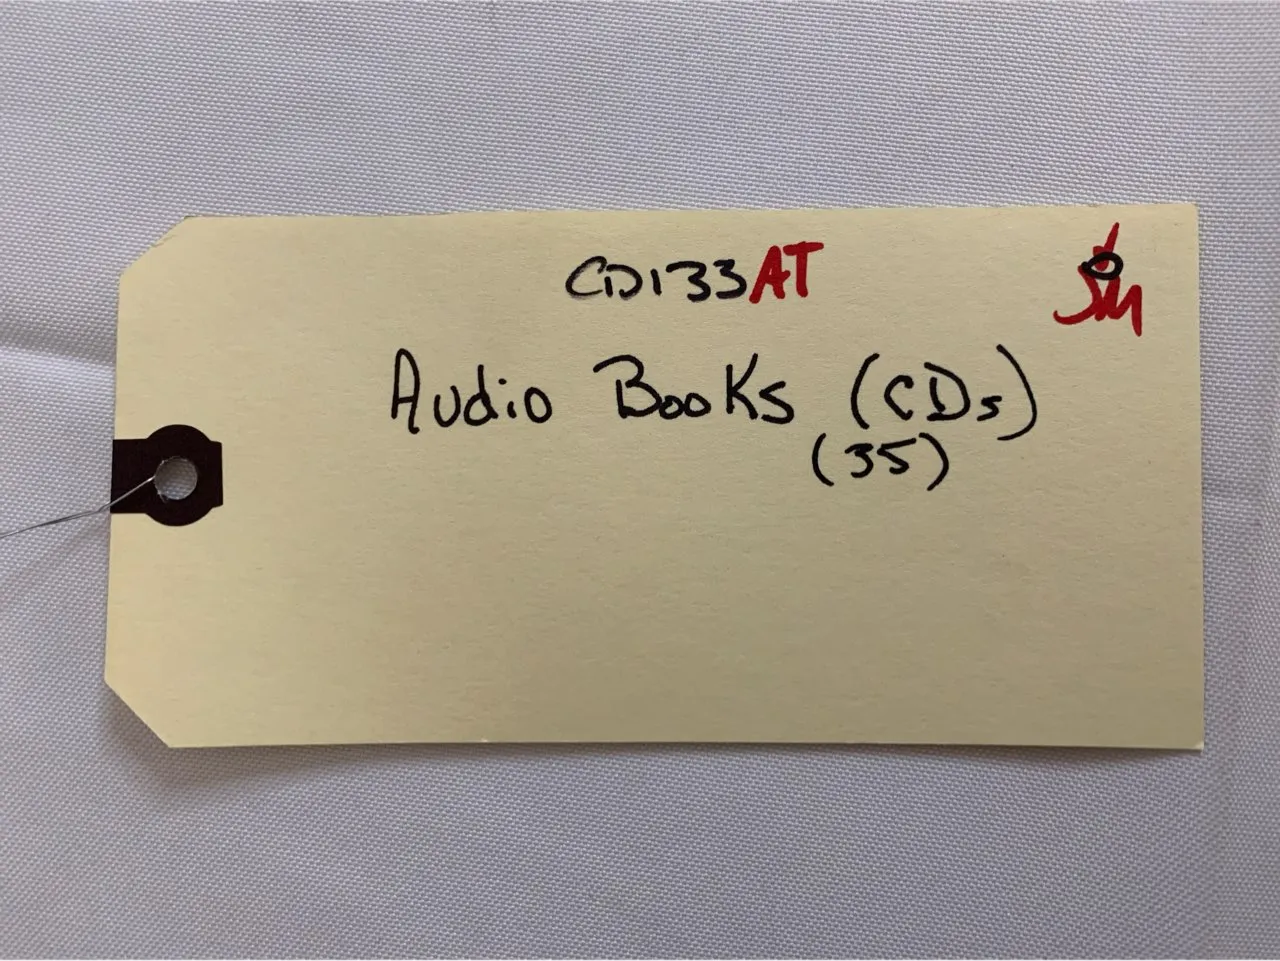 CD133AT
Audio Books (CDs)
(35)